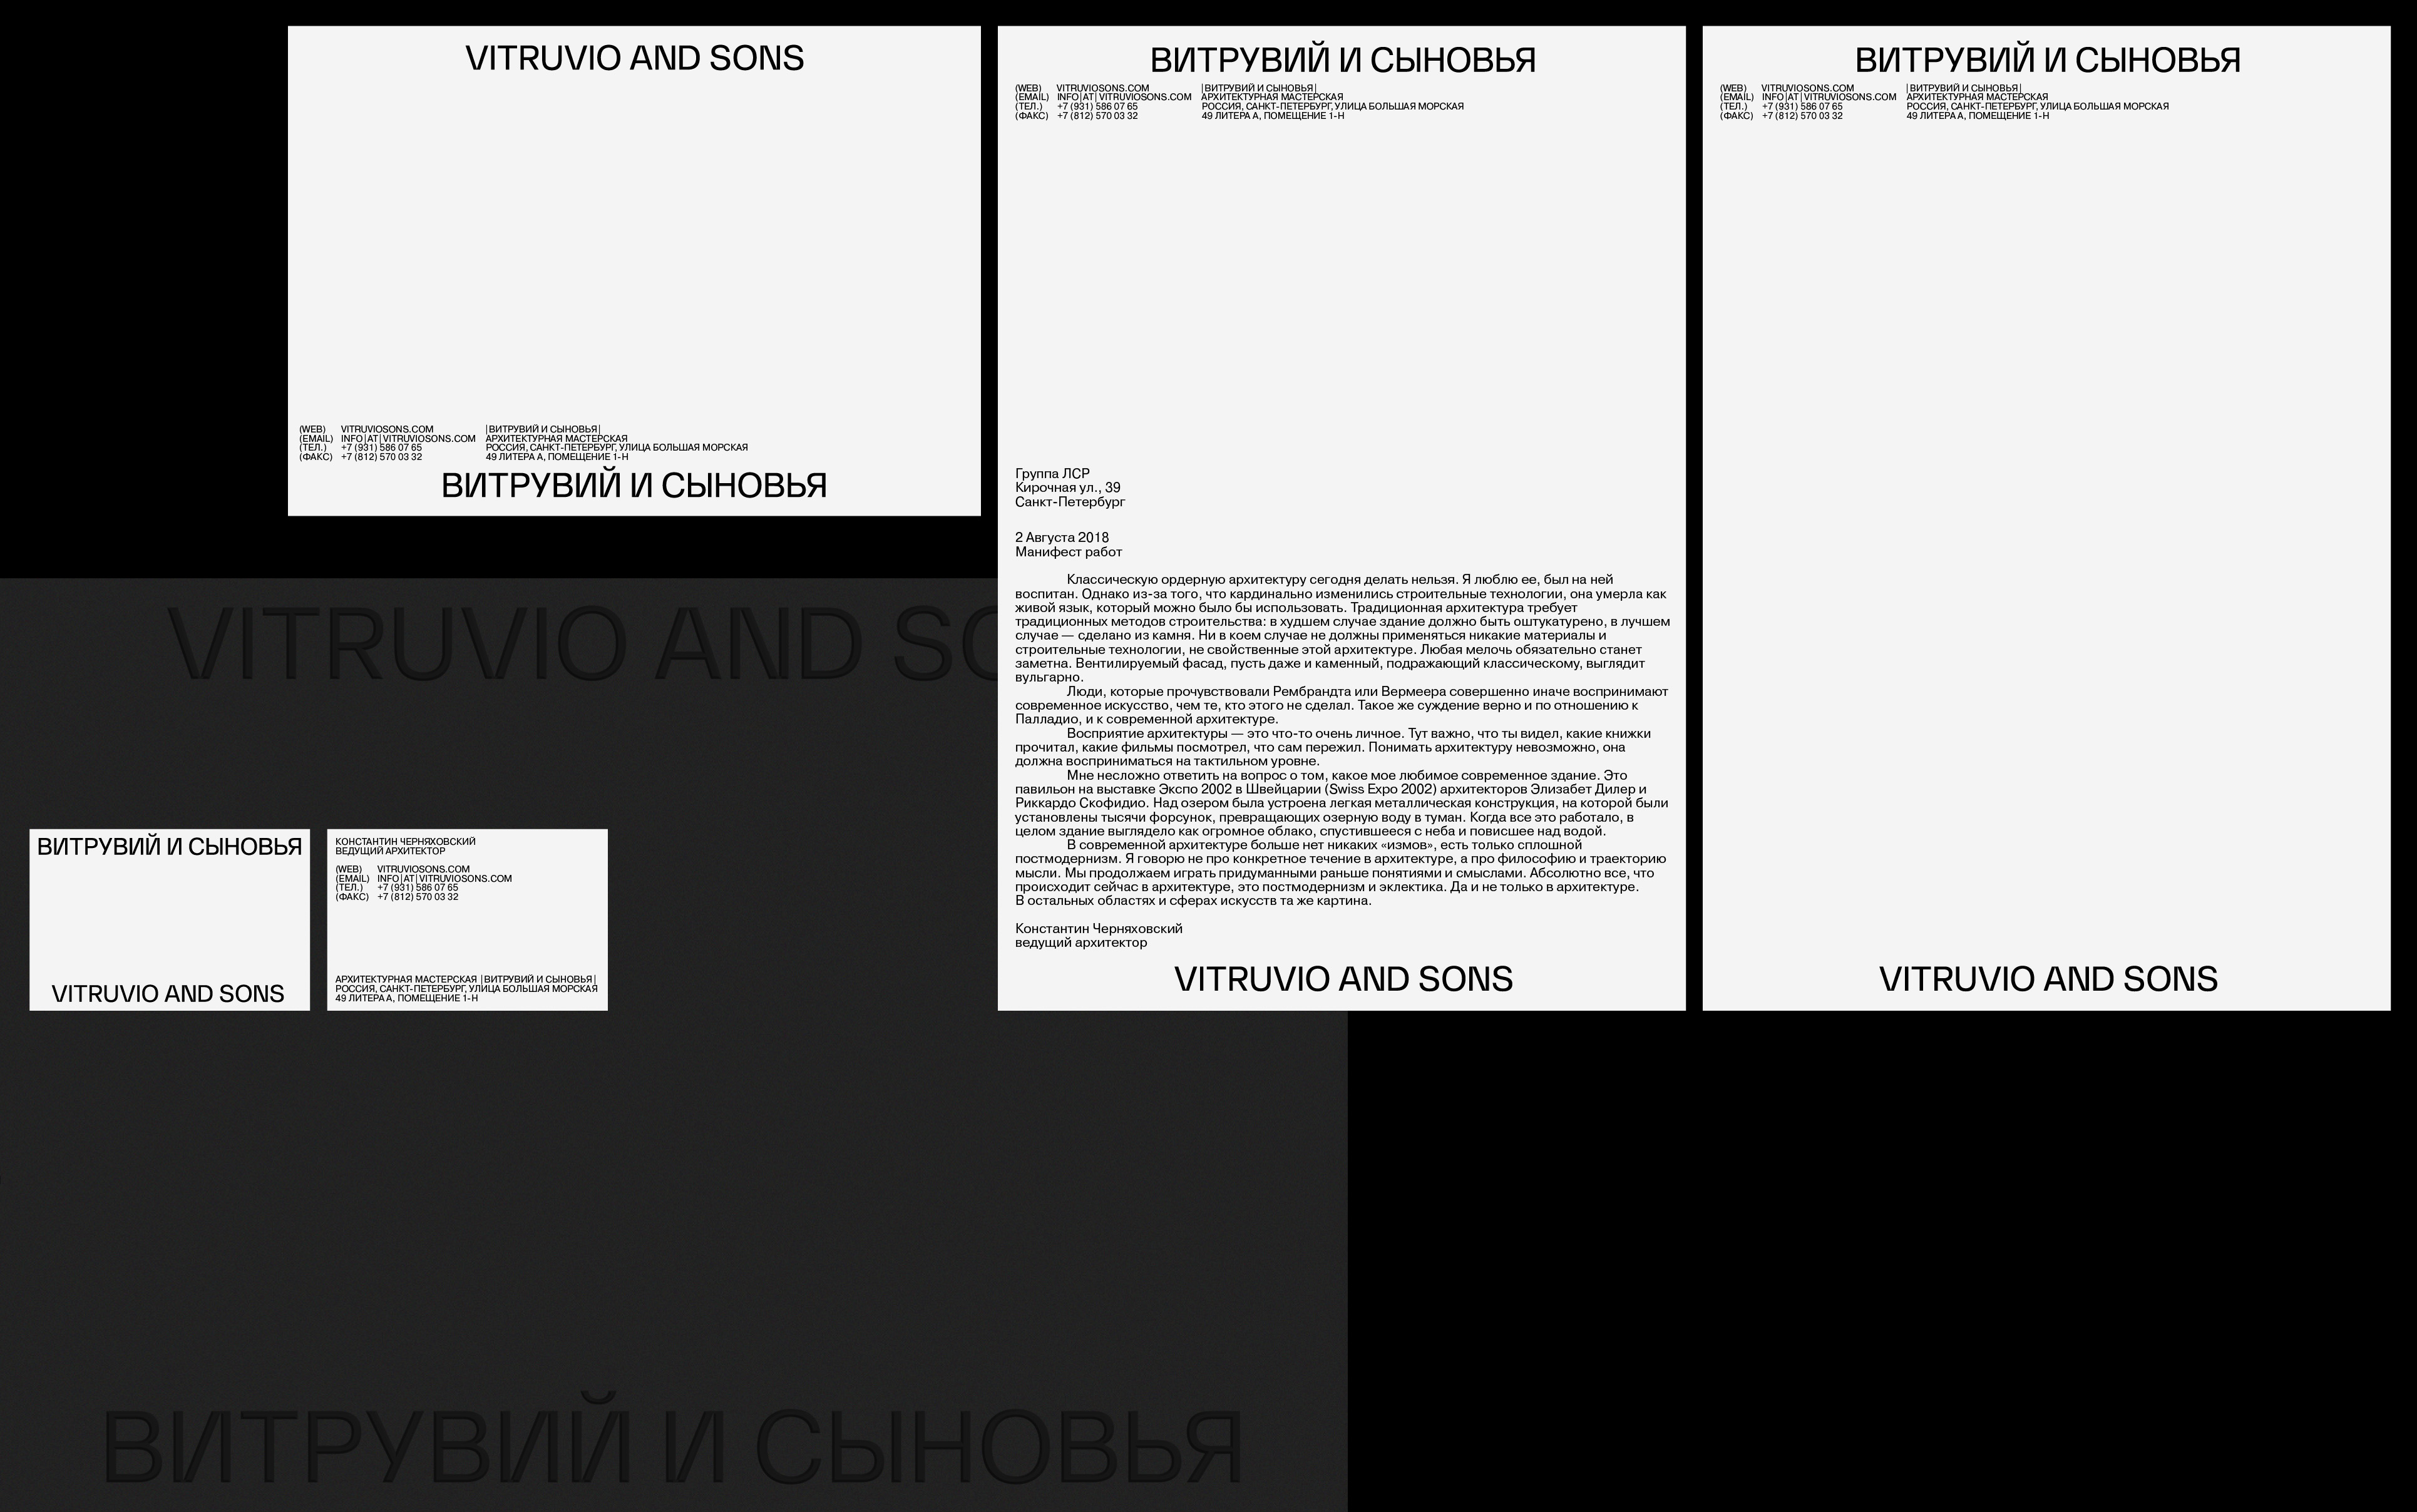 VITRUVIO AND SONS
(WEB) VITRUVIOSONS.COM
(EMAIL) INFO|AT|VITRUVIOSONS.COM
(ТЕЛ.) +7 (931) 586 07 65
(ФАКС) +7 (812) 570 03 32
|ВИТРУВИЙ И СЫНОВЬЯ|
АРХИТЕКТУРНАЯ МАСТЕРСКАЯ
РОССИЯ, САНКТ-ПЕТЕРБУРГ, УЛИЦА БОЛЬШАЯ МОРСКАЯ
49 ЛИТЕРА А, ПОМЕЩЕНИЕ 1-Н
ВИТРУВИЙ И СЫНОВЬЯ
ВИТРУВИЙ И СЫНОВЬЯ
(WEB) VITRUVIOSONS.COM
(EMAIL) INFO|AT|VITRUVIOSONS.COM
(ТЕЛ.) +7 (931) 586 07 65
(ФАКС) +7 (812) 570 03 32
|ВИТРУВИЙ И СЫНОВЬЯ|
АРХИТЕКТУРНАЯ МАСТЕРСКАЯ
РОССИЯ, САНКТ-ПЕТЕРБУРГ, УЛИЦА БОЛЬШАЯ МОРСКАЯ
49 ЛИТЕРА А, ПОМЕЩЕНИЕ 1-Н
Группа ЛСР
Кирочная ул., 39
Санкт-Петербург
2 Августа 2018
Манифест работ
Классическую ордерную архитектуру сегодня делать нельзя. Я люблю ее, был на ней
воспитан. Однако из-за того, что кардинально изменились строительные технологии, она умерла как
живой язык, который можно было бы использовать. Традиционная архитектура требует
традиционных методов строительства: в худшем случае здание должно быть оштукатурено, в лучшем
случае — сделано из камня. Ни в коем случае не должны применяться никакие материалы и
строительные технологии, не свойственные этой архитектуре. Любая мелочь обязательно станет
заметна. Вентилируемый фасад, пусть даже и каменный, подражающий классическому, выглядит
вульгарно.
Люди, которые прочувствовали Рембрандта или Вермеера совершенно иначе воспринимают
современное искусство, чем те, кто этого не сделал. Такое же суждение верно и по отношению к
Палладио, и к современной архитектуре.
Восприятие архитектуры — это что-то очень личное. Тут важно, что ты видел, какие книжки
прочитал, какие фильмы посмотрел, что сам пережил. Понимать архитектуру невозможно, она
должна восприниматься на тактильном уровне.
Мне несложно ответить на вопрос о том, какое мое любимое современное здание. Это
павильон на выставке Экспо 2002 в Швейцарии (Swiss Expo 2002) архитекторов Элизабет Дилер и
Риккардо Скофидио. Над озером была устроена легкая металлическая конструкция, на которой были
установлены тысячи форсунок, превращающих озерную воду в туман. Когда все это работало, в
целом здание выглядело как огромное облако, спустившееся с неба и повисшее над водой.
В современной архитектуре больше нет никаких «измов», есть только сплошной
постмодернизм. Я говорю не про конкретное течение в архитектуре, а про философию и траекторию
мысли. Мы продолжаем играть придуманными раньше понятиями и смыслами. Абсолютно все, что
происходит сейчас в архитектуре, это постмодернизм и эклектика. Да и не только в архитектуре.
В остальных областях и сферах искусств та же картина.
Константин Черняховский
ведущий архитектор
VITRUVIO AND SONS
ВИТРУВИЙ И СЫНОВЬЯ
(WEB) VITRUVIOSONS.COM
(EMAIL) INFO|AT|VITRUVIOSONS.COM
(ТЕЛ.) +7 (931) 586 07 65
(ФАКС) +7 (812) 570 03 32
|ВИТРУВИЙ И СЫНОВЬЯ|
АРХИТЕКТУРНАЯ МАСТЕРСКАЯ
РОССИЯ, САНКТ-ПЕТЕРБУРГ, УЛИЦА БОЛЬШАЯ МОРСКАЯ
49 ЛИТЕРА А, ПОМЕЩЕНИЕ 1-Н
VITRUVIO AND SONS
VITRUVIO AND SO
ВИТРУВИЙ И СЫНОВЬЯ
VITRUVIO AND SONS
КОНСТАНТИН ЧЕРНЯХОВСКИЙ
ВЕДУЩИЙ АРХИТЕКТОР
(WEB) VITRUVIOSONS.COM
(EMAIL) INFO|AT|VITRUVIOSONS.COM
(ТЕЛ.) +7 (931) 586 07 65
(ФАКС) +7 (812) 570 03 32
АРХИТЕКТУРНАЯ МАСТЕРСКАЯ |ВИТРУВИЙ И СЫНОВЬЯ|
РОССИЯ, САНКТ-ПЕТЕРБУРГ, УЛИЦА БОЛЬШАЯ МОРСКАЯ
49 ЛИТЕРА А, ПОМЕЩЕНИЕ 1-Н
ВИТРУВИЙ И СЫНОВЬЯ